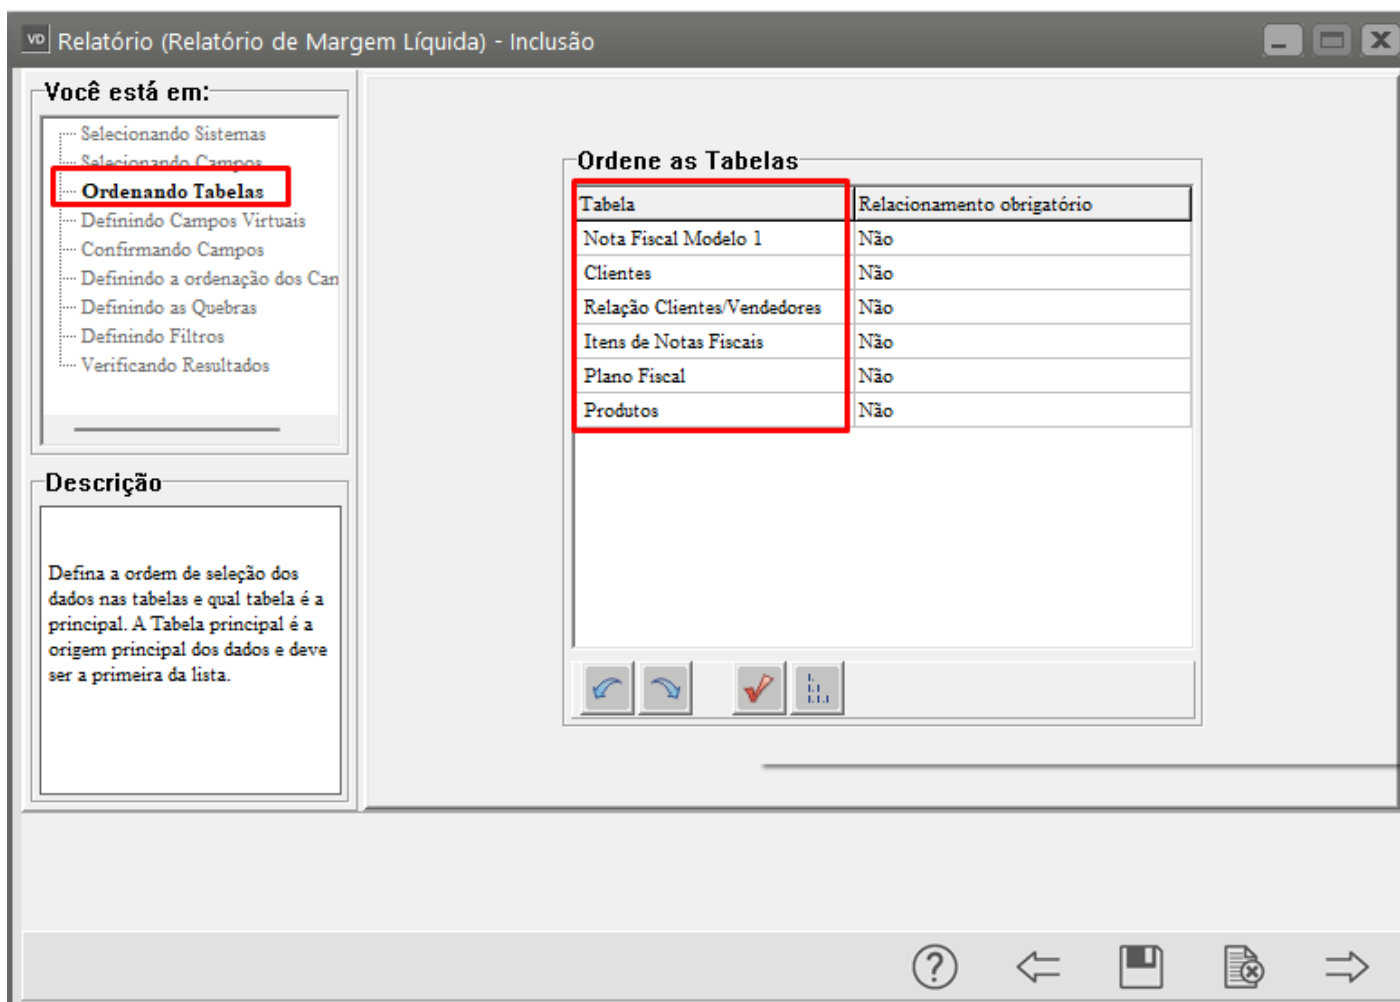 VD Relatório (Relatório de Margem Líquida) - Inclusão
Você está em:
Selecionando Sistemas
Selecionando Campos
Ordenando Tabelas
Definindo Campos Virtuais
Confirmando Campos
Definindo a ordenação dos Can
Definindo as Quebras
Definindo Filtros
Verificando Resultados
Descrição
Defina a ordem de seleção dos
dados nas tabelas e qual tabela é a
principal. A Tabela principal é a
origem principal dos dados e deve
ser a primeira da lista.
Ordene as Tabelas
Tabela Relacionamento obrigatório
Nota Fiscal Modelo 1 Não
Clientes Não
Relação Clientes/Vendedores Não
Itens de Notas Fiscais Não
Plano Fiscal Não
Produtos Não